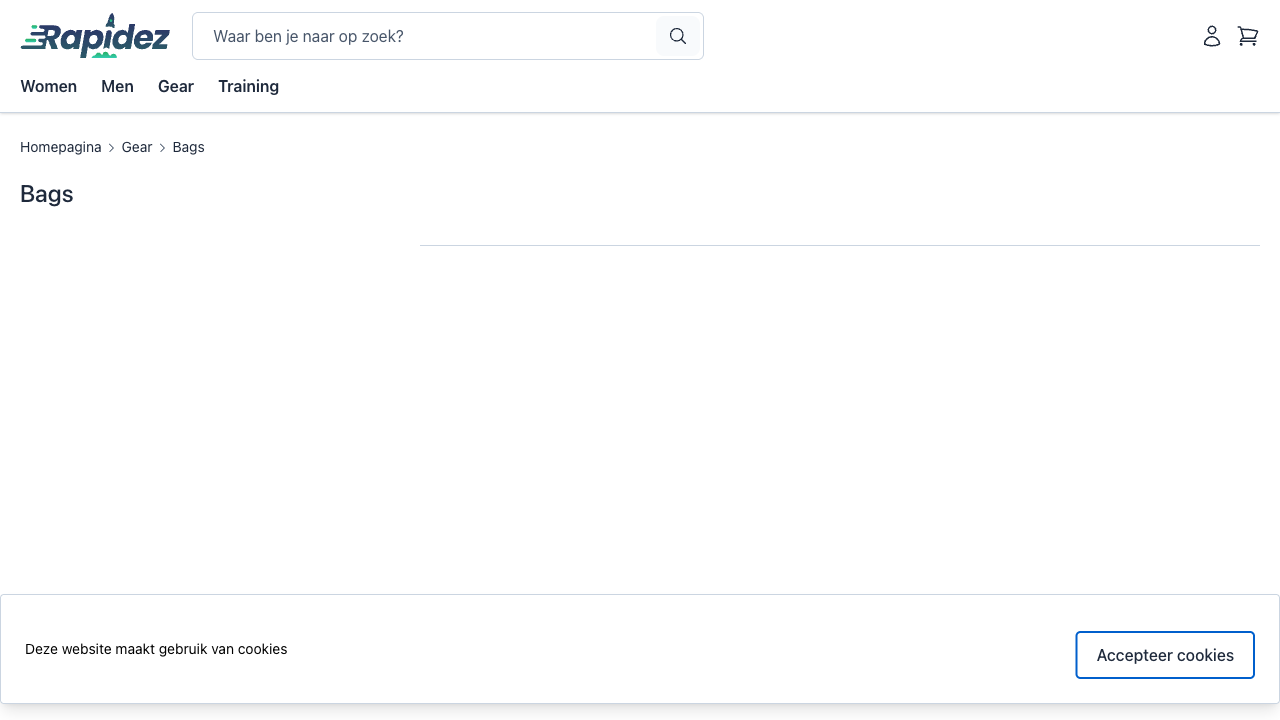 Rapidez
Waar ben je naar op zoek?
Women Men Gear Training
Homepagina Gear Bags
Bags
Deze website maakt gebruik van cookies
Accepteer cookies